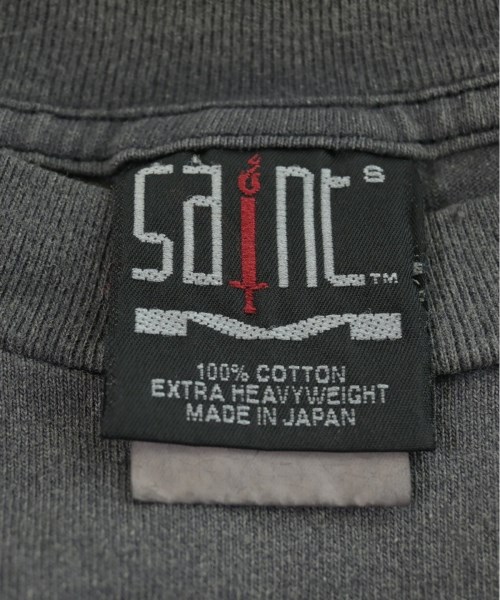 saint S
TM
100% COTTON
EXTRA HEAVYWEIGHT
MADE IN JAPAN